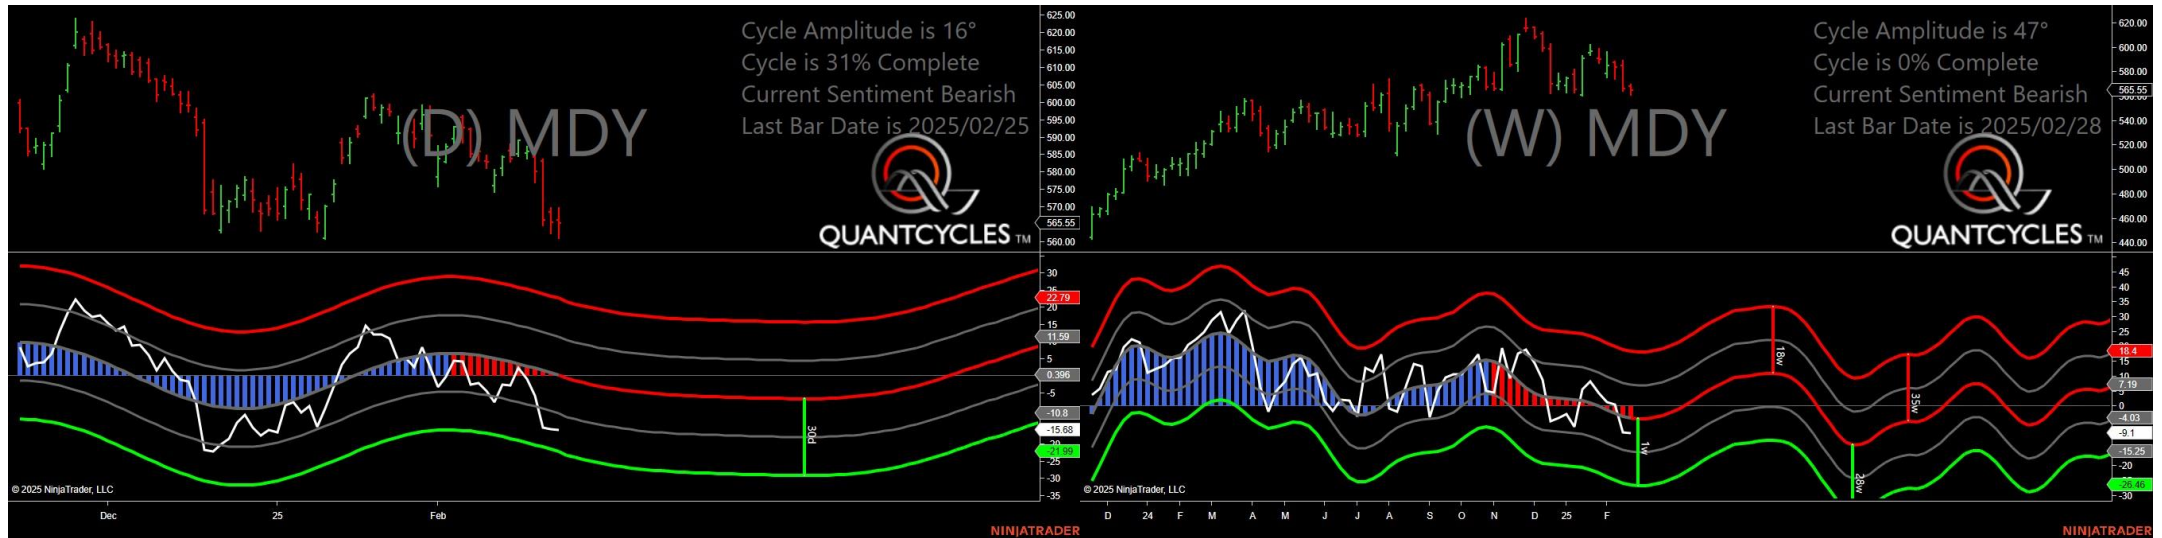 Cycle Amplitude is 16°
Cycle is 31% Complete
Current Sentiment Bearish
Last Bar Date is 2025/02/25
(D) MDY
QUANTCYCLES TM
625.00
620.00
615.00
610.00
605.00
600.00
595.00
590.00
585.00
580.00
575.00
570.00
565.55
560.00
30
22.79
15
11.59
5
0.396
-5
-10.8
-15.68
-21.99
-25
-30
-35
30d
© 2025 NinjaTrader, LLC
Dec
25
Feb
NINJATRADER
Cycle Amplitude is 47°
Cycle is 0% Complete
Current Sentiment Bearish
Last Bar Date is 2025/02/28
(W) MDY
QUANTCYCLES TM
620.00
600.00
580.00
565.55
540.00
520.00
500.00
480.00
460.00
440.00
45
40
35
30
25
18.4
15
7.19
0
-4.03
-9.1
-15.25
-20
-26.46
-30
1w
18w
28w
35w
© 2025 NinjaTrader, LLC
D
24
F
M
A
M
J
J
A
S
O
N
D
25
F
NINJATRADER